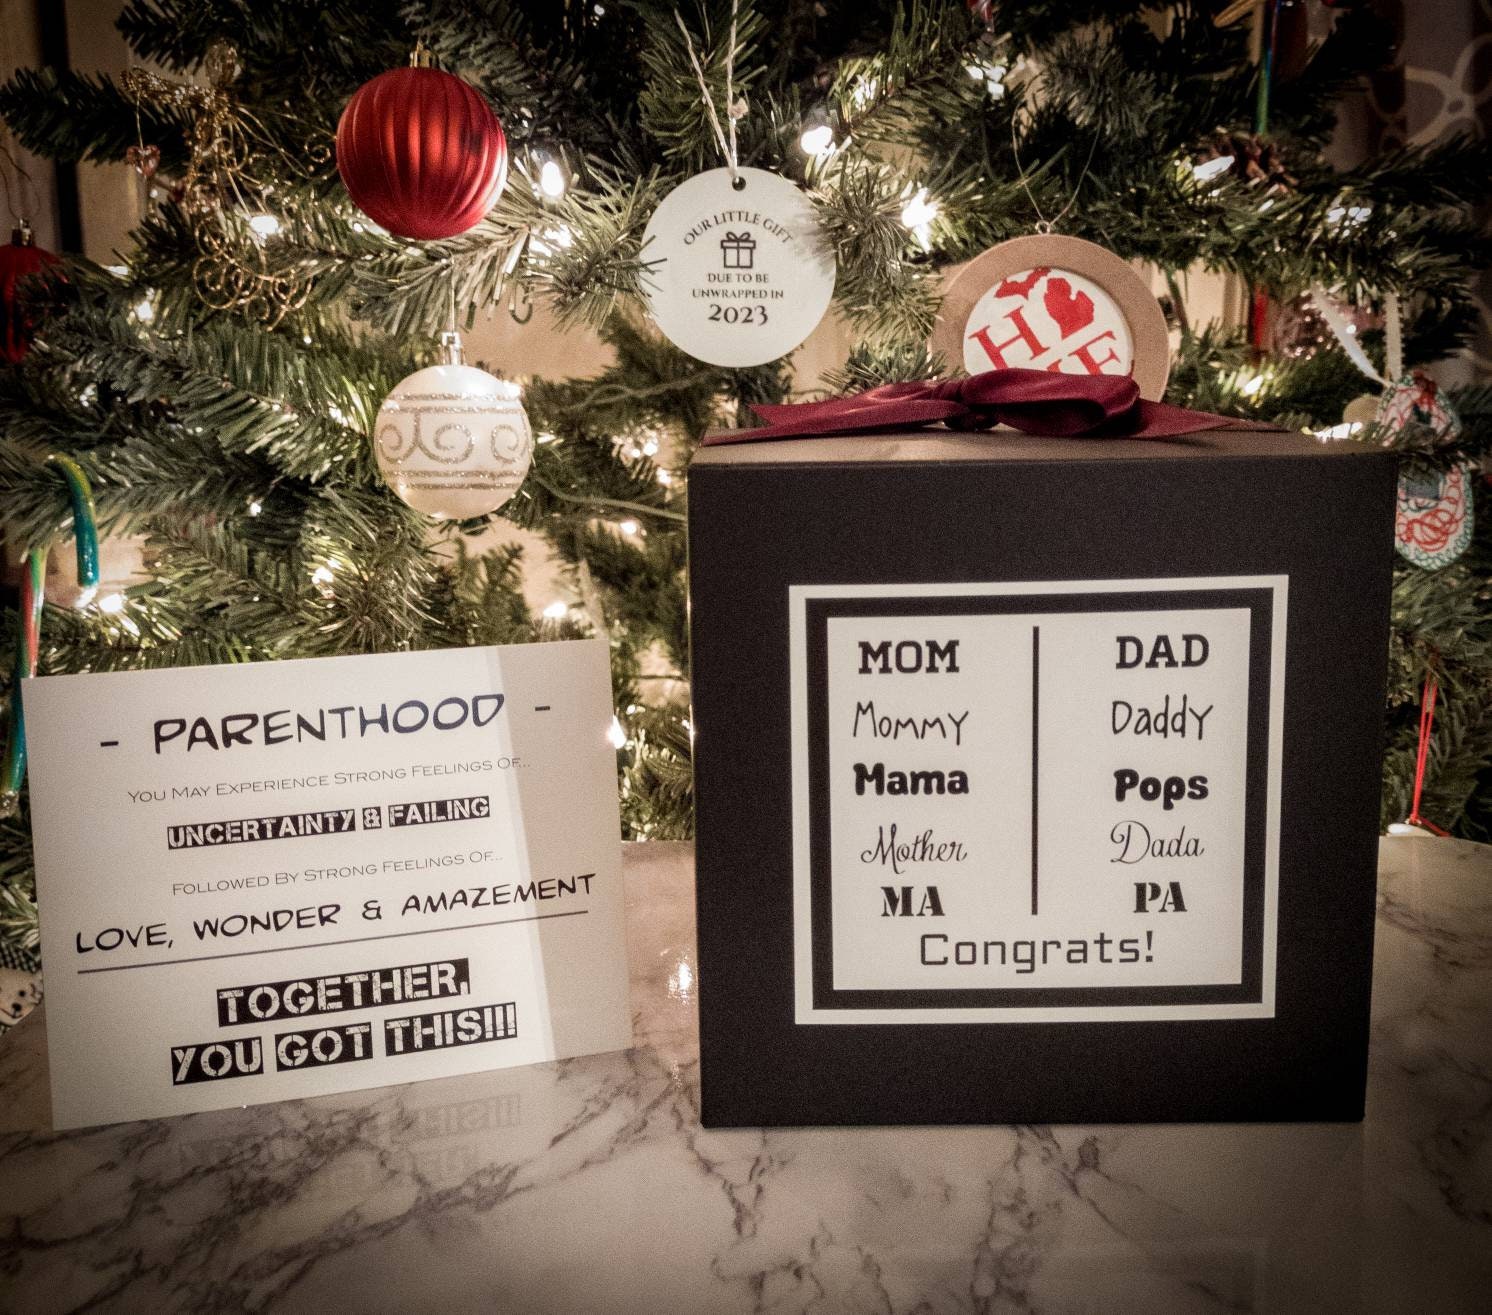 OUR LITTLE GIFT
DUE TO BE
UNWRAPPED IN
2023
- PARENTHOOD -
YOU MAY EXPERIENCE STRONG FEELINGS OF...
UNCERTAINTY & FAILING
FOLLOWED BY STRONG FEELINGS OF...
LOVE, WONDER & AMAZEMENT
TOGETHER,
YOU GOT THIS!!!
MOM
Mommy
Mama
Mother
MA
DAD
Daddy
Pops
Dada
PA
Congrats!